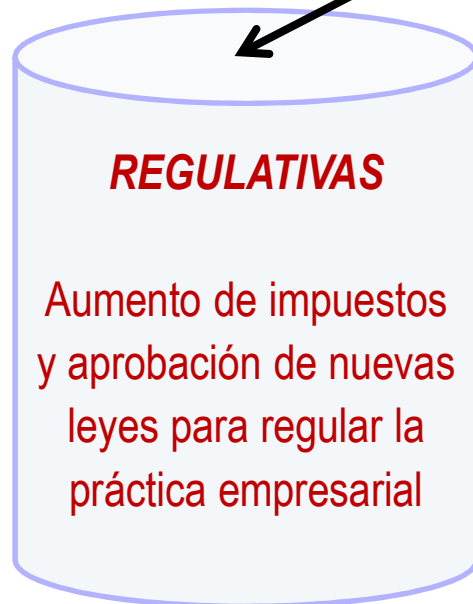 REGULATIVAS
Aumento de impuestos
y aprobación de nuevas
leyes para regular la
práctica empresarial